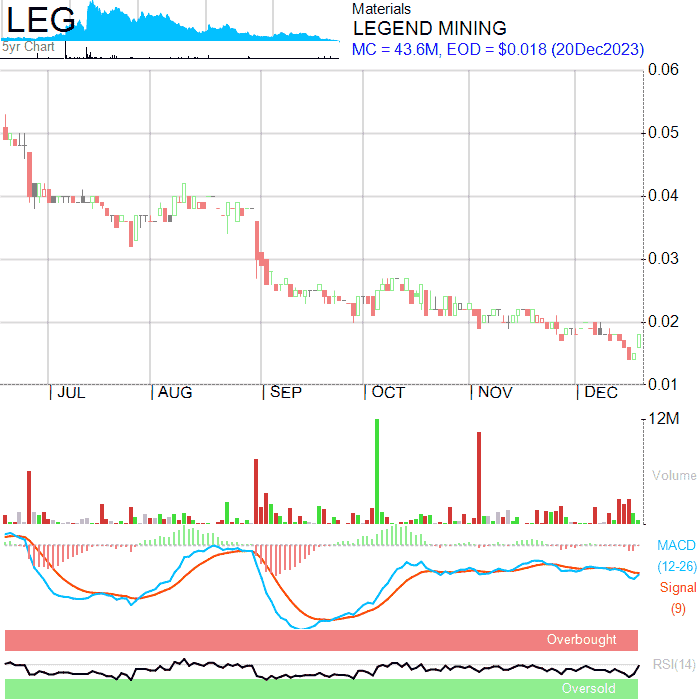 LEG
5yr Chart
Materials
LEGEND MINING
MC = 43.6M, EOD = $0.018 (20Dec2023)
0.06
0.05
0.04
0.03
0.02
0.01
JUL AUG SEP OCT NOV DEC
12M
Volume
MACD
(12-26)
Signal
(9)
Overbought
RSI(14)
Oversold